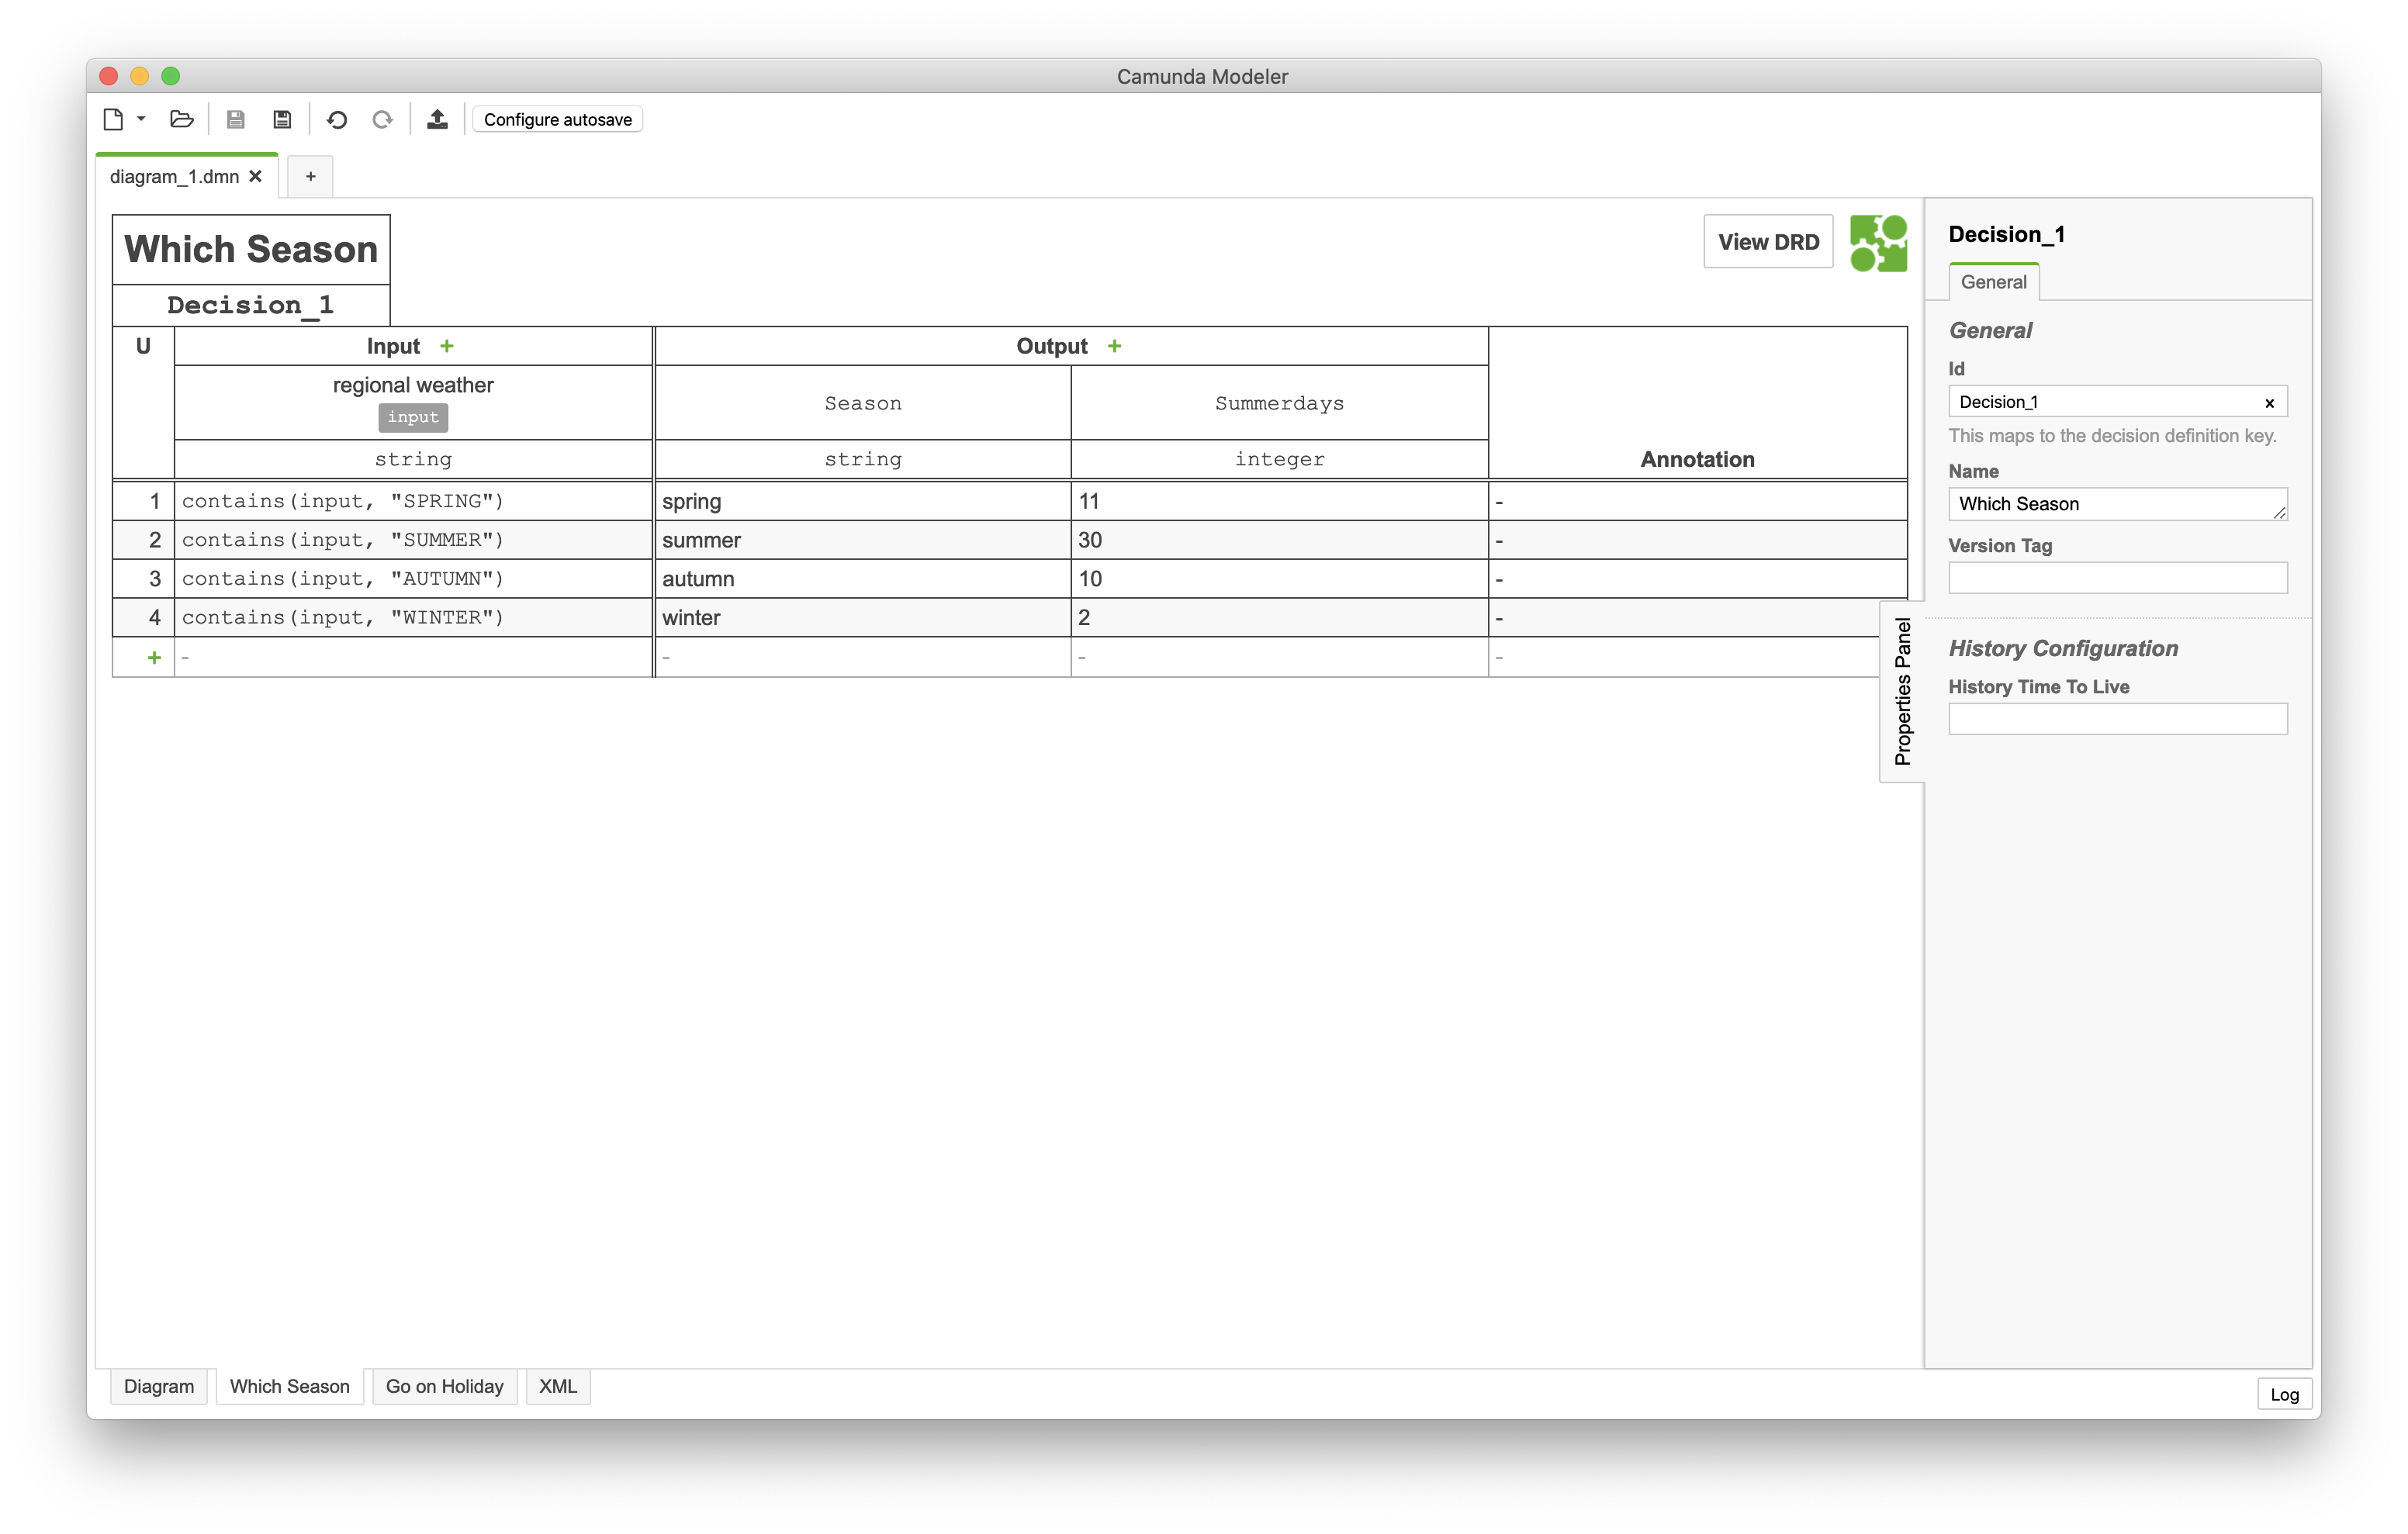 Camunda Modeler
Configure autosave
diagram_1.dmn ×
+
Which Season
Decision_1
View DRD
U Input + Output + Annotation
regional weather
input
Season Summerdays
string string integer
1 contains(input, "SPRING") spring 11 -
2 contains(input, "SUMMER") summer 30 -
3 contains(input, "AUTUMN") autumn 10 -
4 contains(input, "WINTER") winter 2 -
+ - - - -
Properties Panel
Decision_1
General
General
Id
Decision_1 ×
This maps to the decision definition key.
Name
Which Season
Version Tag
History Configuration
History Time To Live
Diagram Which Season Go on Holiday XML
Log